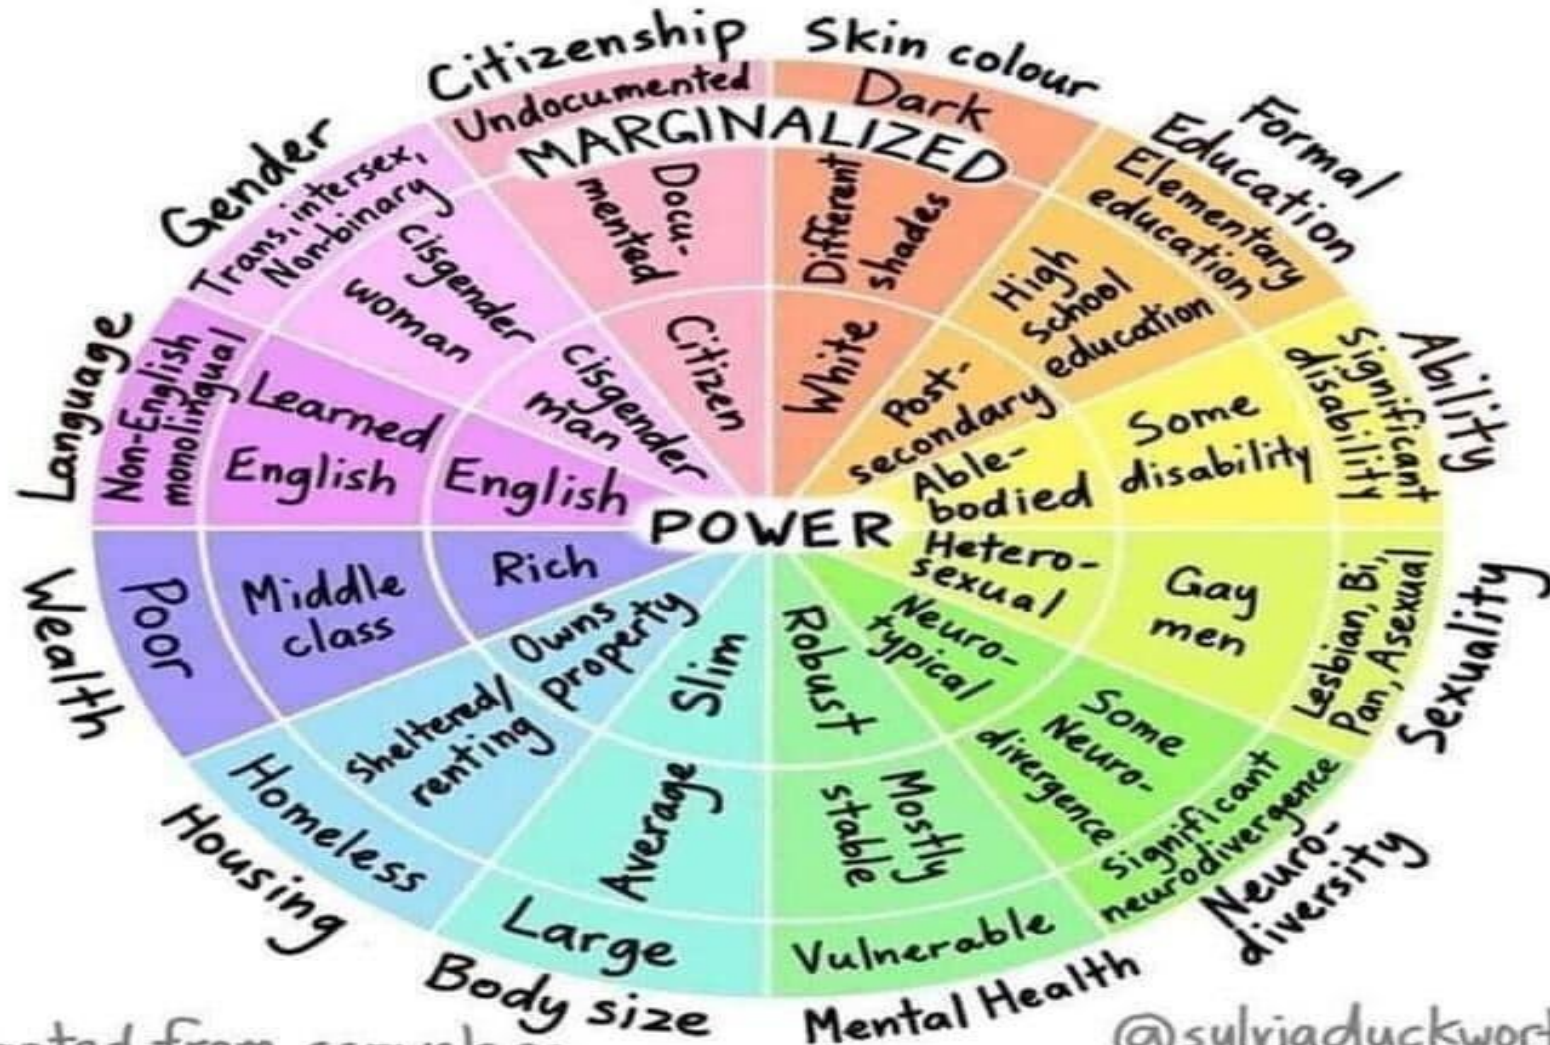 Citizenship
Undocumented
Docu-
mented
Citizen
Skin colour
Dark
Different
shades
White
Formal
Education
Elementary
education
High
School
education
Post-
secondary
Ability
Significant
disability
Some
disability
Able-
bodied
Sexuality
Lesbian, Bi,
Pan, Asexual
Gay
men
Hetero-
sexual
Neuro-
diversity
Significant
neurodivergence
Some
Neuro-
divergence
Neuro-
typical
Mental Health
Vulnerable
Mostly
stable
Robust
Body size
Large
Average
Slim
Housing
Homeless
Sheltered/
renting
Owns
property
Wealth
Poor
Middle
class
Rich
Language
Non-English
monolingual
Learned
English
English
Gender
Trans, intersex,
Non-binary
cisgender
woman
cisgender
man
MARGINALIZED
POWER
from